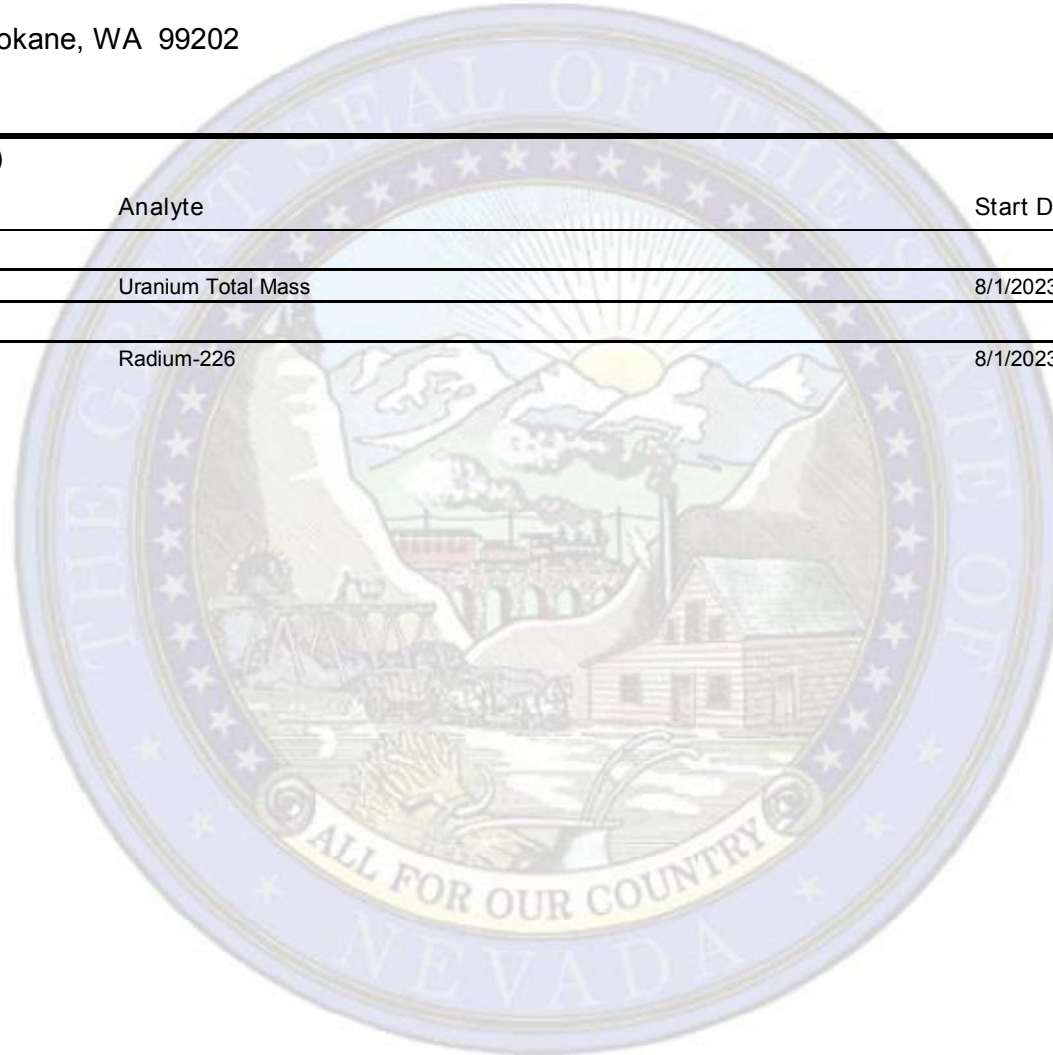 okane, WA 99202
)
Analyte Start D
Uranium Total Mass 8/1/2023
Radium-226 8/1/2023
THE GREAT SEAL OF THE STATE OF
ALL FOR OUR COUNTRY
NEVADA